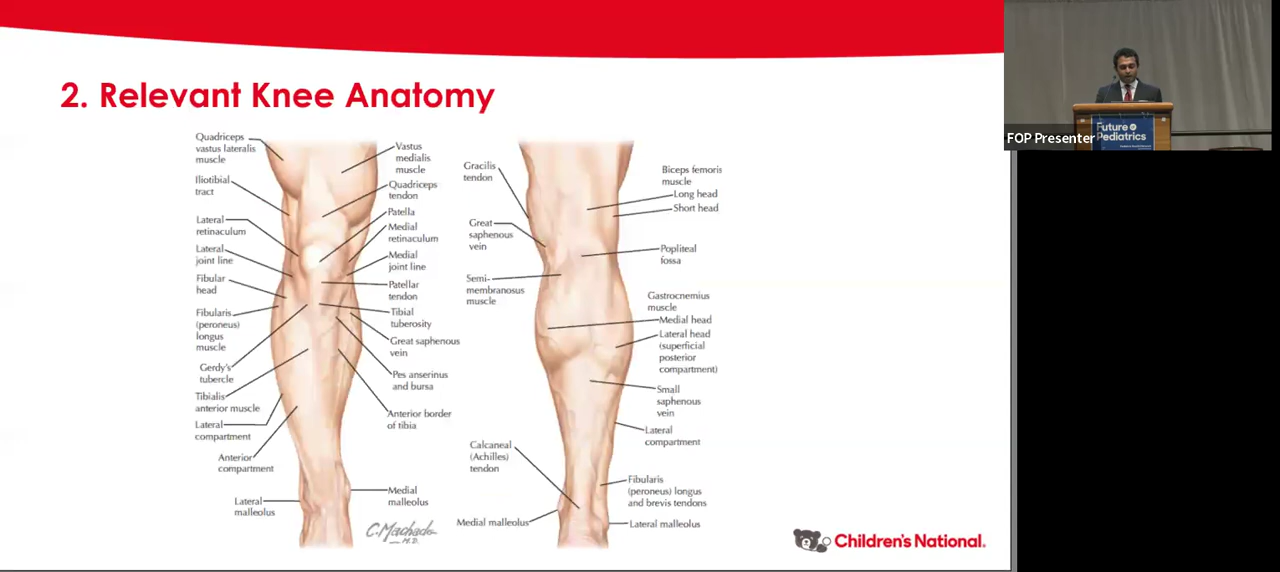 2. Relevant Knee Anatomy
Quadriceps
vastus lateralis
muscle
Iliotibial
tract
Lateral
retinaculum
Lateral
joint line
Fibular
head
Fibularis
(peroneus)
longus
muscle
Gerdy's
tubercle
Tibialis
anterior muscle
Lateral
compartment
Anterior
compartment
Lateral
malleolus
Vastus
medialis
muscle
Quadriceps
tendon
Patella
Medial
retinaculum
Medial
joint line
Patellar
tendon
Tibial
tuberosity
Great saphenous
vein
Pes anserinus
and bursa
Anterior border
of tibia
Medial
malleolus
C. Machado
M.D.
Gracilis
tendon
Great
saphenous
vein
Semi-
membranosus
muscle
Calcaneal
(Achilles)
tendon
Medial malleolus
Biceps femoris
muscle
Long head
Short head
Popliteal
fossa
Gastrocnemius
muscle
Medial head
Lateral head
(superficial
posterior
compartment)
Small
saphenous
vein
Lateral
compartment
Fibularis
(peroneus) longus
and brevis tendons
Lateral malleolus
Children's National.
FOP Presenter
Future of
Pediatrics